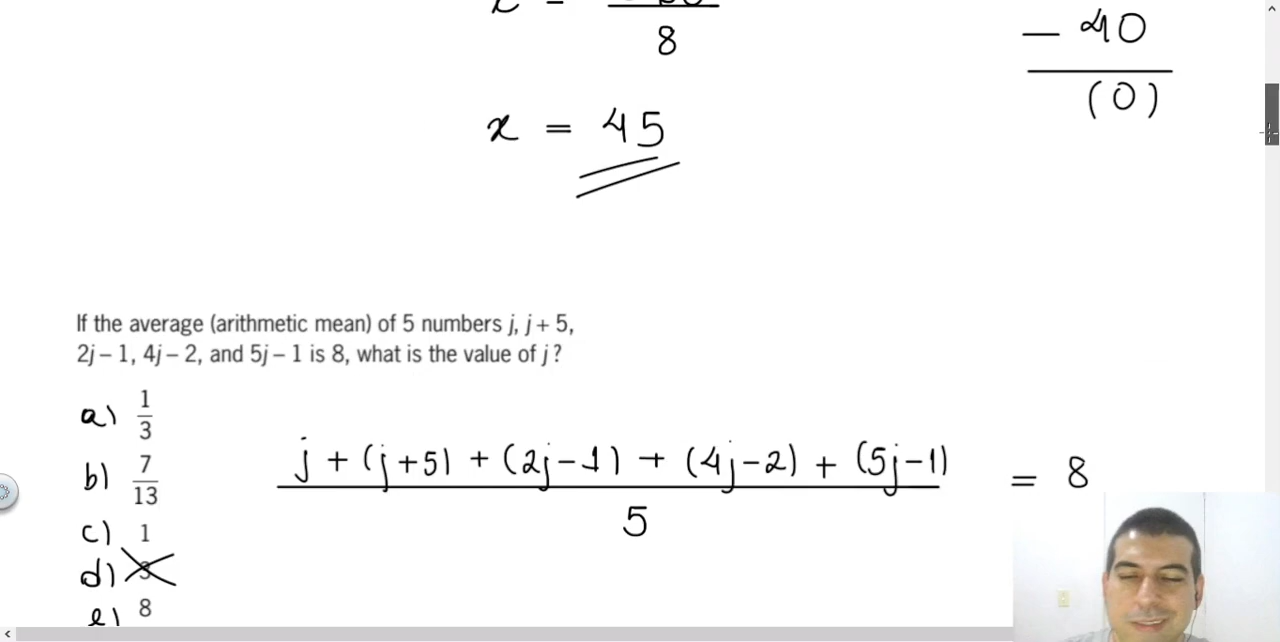 8
- 40
(0)
x = 45
If the average (arithmetic mean) of 5 numbers j, j + 5,
2j – 1, 4j – 2, and 5j – 1 is 8, what is the value of j ?
a) 1/3
b) 7/13
c) 1
d) 3
e) 8
j + (j+5) + (2j-1) + (4j-2) + (5j-1) / 5 = 8